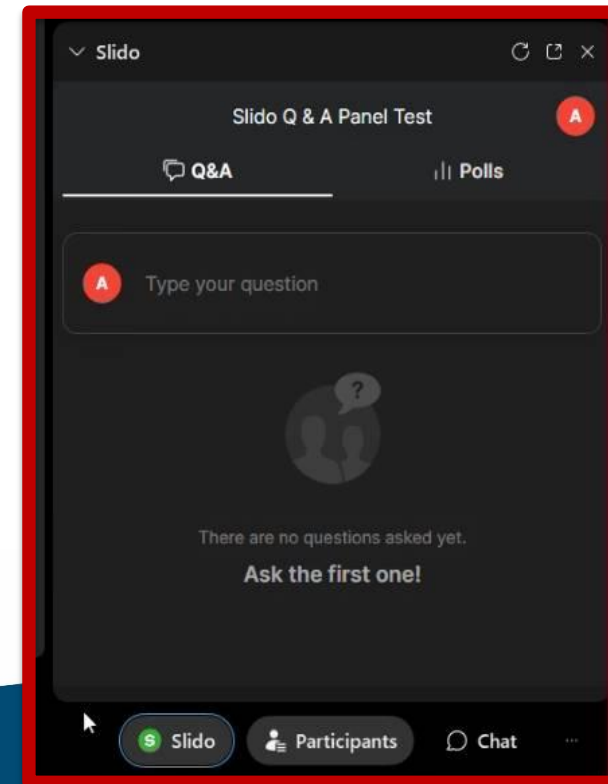 Slido
Slido Q & A Panel Test
A
Q&A
Polls
A
Type your question
?
There are no questions asked yet.
Ask the first one!
S Slido
Participants
Chat